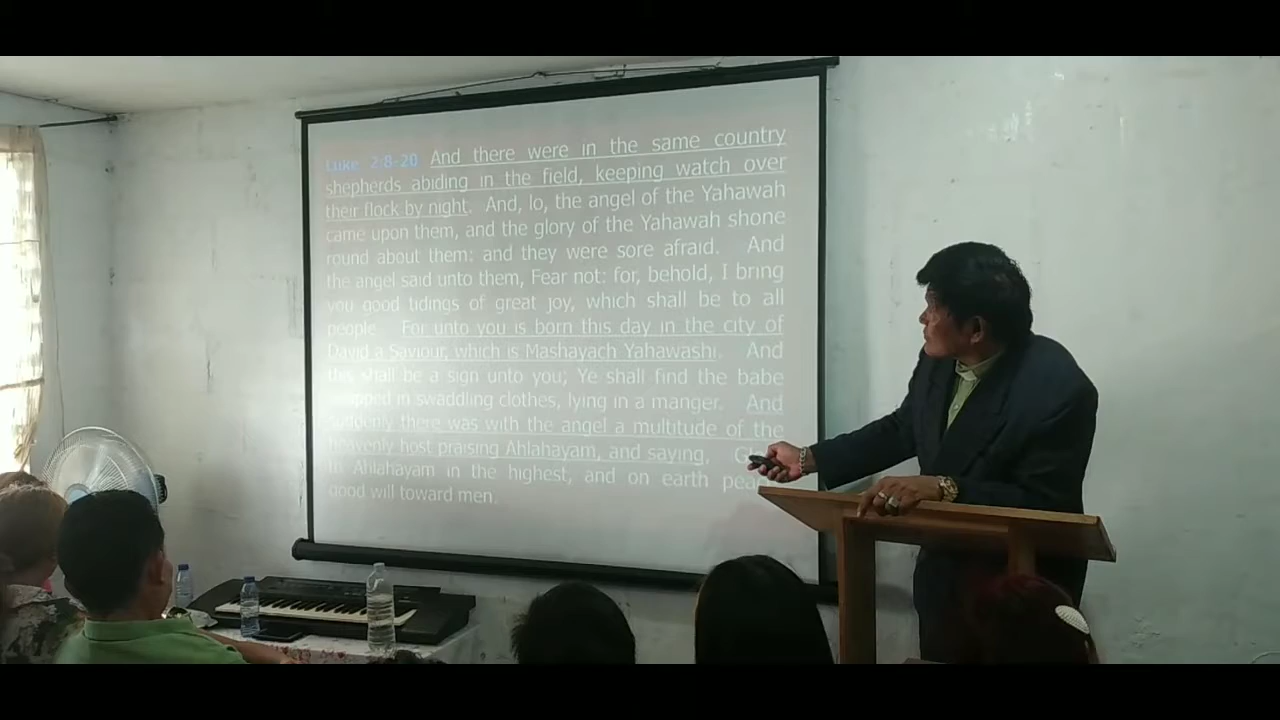 Luke 2:8-20 And there were in the same country
shepherds abiding in the field, keeping watch over
their flock by night. And, lo, the angel of the Yahawah
came upon them, and the glory of the Yahawah shone
round about them: and they were sore afraid. And
the angel said unto them, Fear not: for, behold, I bring
you good tidings of great joy, which shall be to all
people For unto you is born this day in the city of
David a Saviour, which is Mashayach Yahawashi. And
this shall be a sign unto you; Ye shall find the babe
wrapped in swaddling clothes, lying in a manger. And
suddenly there was with the angel a multitude of the
heavenly host praising Ahlahayam, and saying,
to Ahlahayam in the highest, and on earth
good will toward men.